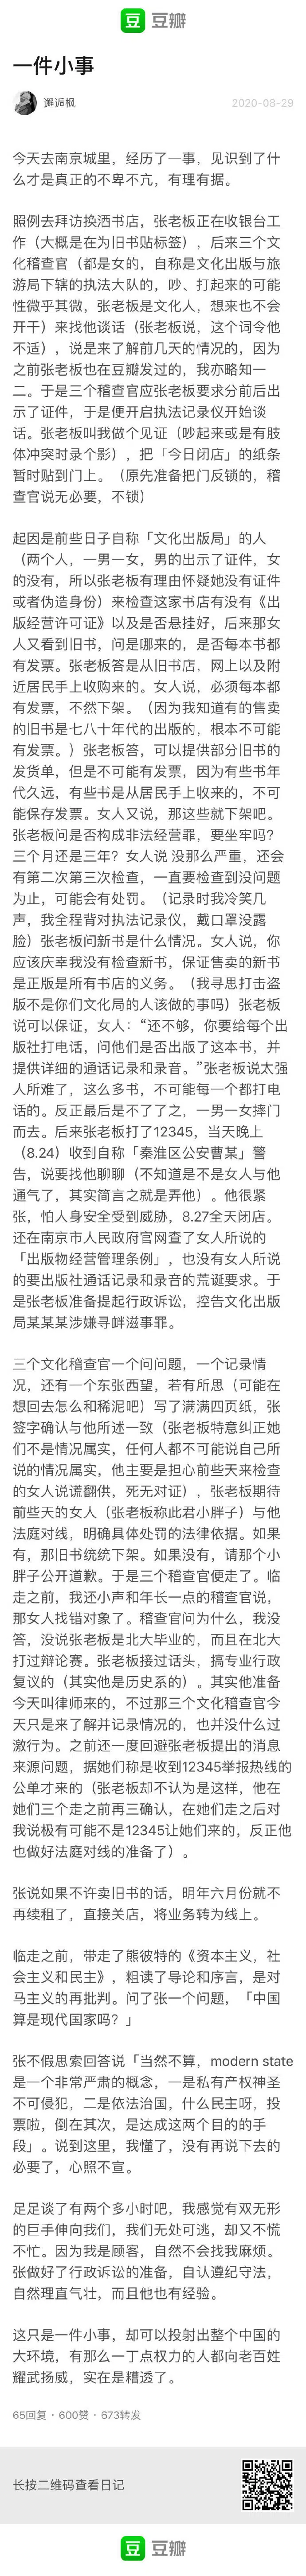 豆瓣
一件小事
邂逅枫
2020-08-29
今天去南京城里，经历了一事，见识到了什
么才是真正的不卑不亢，有理有据。
照例去拜访换酒书店，张老板正在收银台工
作（大概是在为旧书贴标签），后来三个文
化稽查官（都是女的，自称是文化出版与旅
游局下辖的执法大队的，吵、打起来的可能
性微乎其微，张老板是文化人，想来也不会
开干）来找他谈话（张老板说，这个词令他
不适），说是来了解前几天的情况的，因为
之前张老板也在豆瓣发过的，我亦略知一
二。于是三个稽查官应张老板要求分前后出
示了证件，于是便开启执法记录仪开始谈
话。张老板叫我做个见证（吵起来或是有肢
体冲突时录个影），把「今日闭店」的纸条
暂时贴到门上。（原先准备把门反锁的，稽
查官说无必要，不锁）
起因是前些日子自称「文化出版局」的人
（两个人，一男一女，男的出示了证件，女
的没有，所以张老板有理由怀疑她没有证件
或者伪造身份）来检查这家书店有没有《出
版经营许可证》以及是否悬挂好，后来那女
人又看到旧书，问是哪来的，是否每本书都
有发票。张老板答是从旧书店，网上以及附
近居民手上收购来的。女人说，必须每本都
有发票，不然下架。（因为我知道有的售卖
的旧书是七八十年代的出版的，根本不可能
有发票。）张老板答，可以提供部分旧书的
发货单，但是不可能有发票，因为有些书年
代久远，有些书是从居民手上收来的，不可
能保存发票。女人又说，那这些就下架吧。
张老板问是否构成非法经营罪，要坐牢吗？
三个月还是三年？女人说 没那么严重，还会
有第二次第三次检查，一直要检查到没问题
为止，可能会有处罚。（记录时我冷笑几
声，我全程背对执法记录仪，戴口罩没露
脸）张老板问新书是什么情况。女人说，你
应该庆幸我没有检查新书，保证售卖的新书
是正版是所有书店的义务。（我寻思打击盗
版不是你们文化局的人该做的事吗）张老板
说可以保证，女人：“还不够，你要给每个出
版社打电话，问他们是否出版了这本书，并
提供详细的通话记录和录音。”张老板说太强
人所难了，这么多书，不可能每一个都打电
话的。反正最后是不了了之，一男一女摔门
而去。后来张老板打了12345，当天晚上
（8.24）收到自称「秦淮区公安曹某」警
告，说要找他聊聊（不知道是不是女人与他
通气了，其实简言之就是弄他）。他很紧
张，怕人身安全受到威胁，8.27全天闭店。
还在南京市人民政府官网查了女人所说的
「出版物经营管理条例」，也没有女人所说
的要出版社通话记录和录音的荒诞要求。于
是张老板准备提起行政诉讼，控告文化出版
局某某某涉嫌寻衅滋事罪。
三个文化稽查官一个问问题，一个记录情
况，还有一个东张西望，若有所思（可能在
想回去怎么和稀泥吧）写了满满四页纸，张
签字确认与他所述一致（张老板特意纠正她
们不是情况属实，任何人都不可能说自己所
说的情况属实，他主要是担心前些天来检查
的女人说谎翻供，死无对证），张老板期待
前些天的女人（张老板称此君小胖子）与他
法庭对线，明确具体处罚的法律依据。如果
有，那旧书统统下架。如果没有，请那个小
胖子公开道歉。于是三个稽查官便走了。临
走之前，我还小声和年长一点的稽查官说，
那女人找错对象了。稽查官问为什么，我没
答，没说张老板是北大毕业的，而且在北大
打过辩论赛。张老板接过话头，搞专业行政
复议的（其实他是历史系的）。其实他准备
今天叫律师来的，不过那三个文化稽查官今
天只是来了解并记录情况的，也并没什么过
激行为。之前还一度回避张老板提出的消息
来源问题，据她们称是收到12345举报热线的
公单才来的（张老板却不认为是这样，他在
她们三个走之前再三确认，在她们走之后对
我说极有可能不是12345让她们来的，反正他
也做好法庭对线的准备了）。
张说如果不许卖旧书的话，明年六月份就不
再续租了，直接关店，将业务转为线上。
临走之前，带走了熊彼特的《资本主义，社
会主义和民主》，粗读了导论和序言，是对
马主义的再批判。问了张一个问题，「中国
算是现代国家吗？」
张不假思索回答说「当然不算，modern state
是一个非常严肃的概念，一是私有产权神圣
不可侵犯，二是依法治国，什么民主呀，投
票啦，倒在其次，是达成这两个目的的手
段」。说到这里，我懂了，没有再说下去的
必要了，心照不宣。
足足谈了有两个多小时吧，我感觉有双无形
的巨手伸向我们，我们无处可逃，却又不慌
不忙。因为我是顾客，自然不会找我麻烦。
张做好了行政诉讼的准备，自认遵纪守法，
自然理直气壮，而且他也有经验。
这只是一件小事，却可以投射出整个中国的
大环境，有那么一丁点权力的人都向老百姓
耀武扬威，实在是糟透了。
65回复 · 600赞 · 673转发
长按二维码查看日记
豆瓣